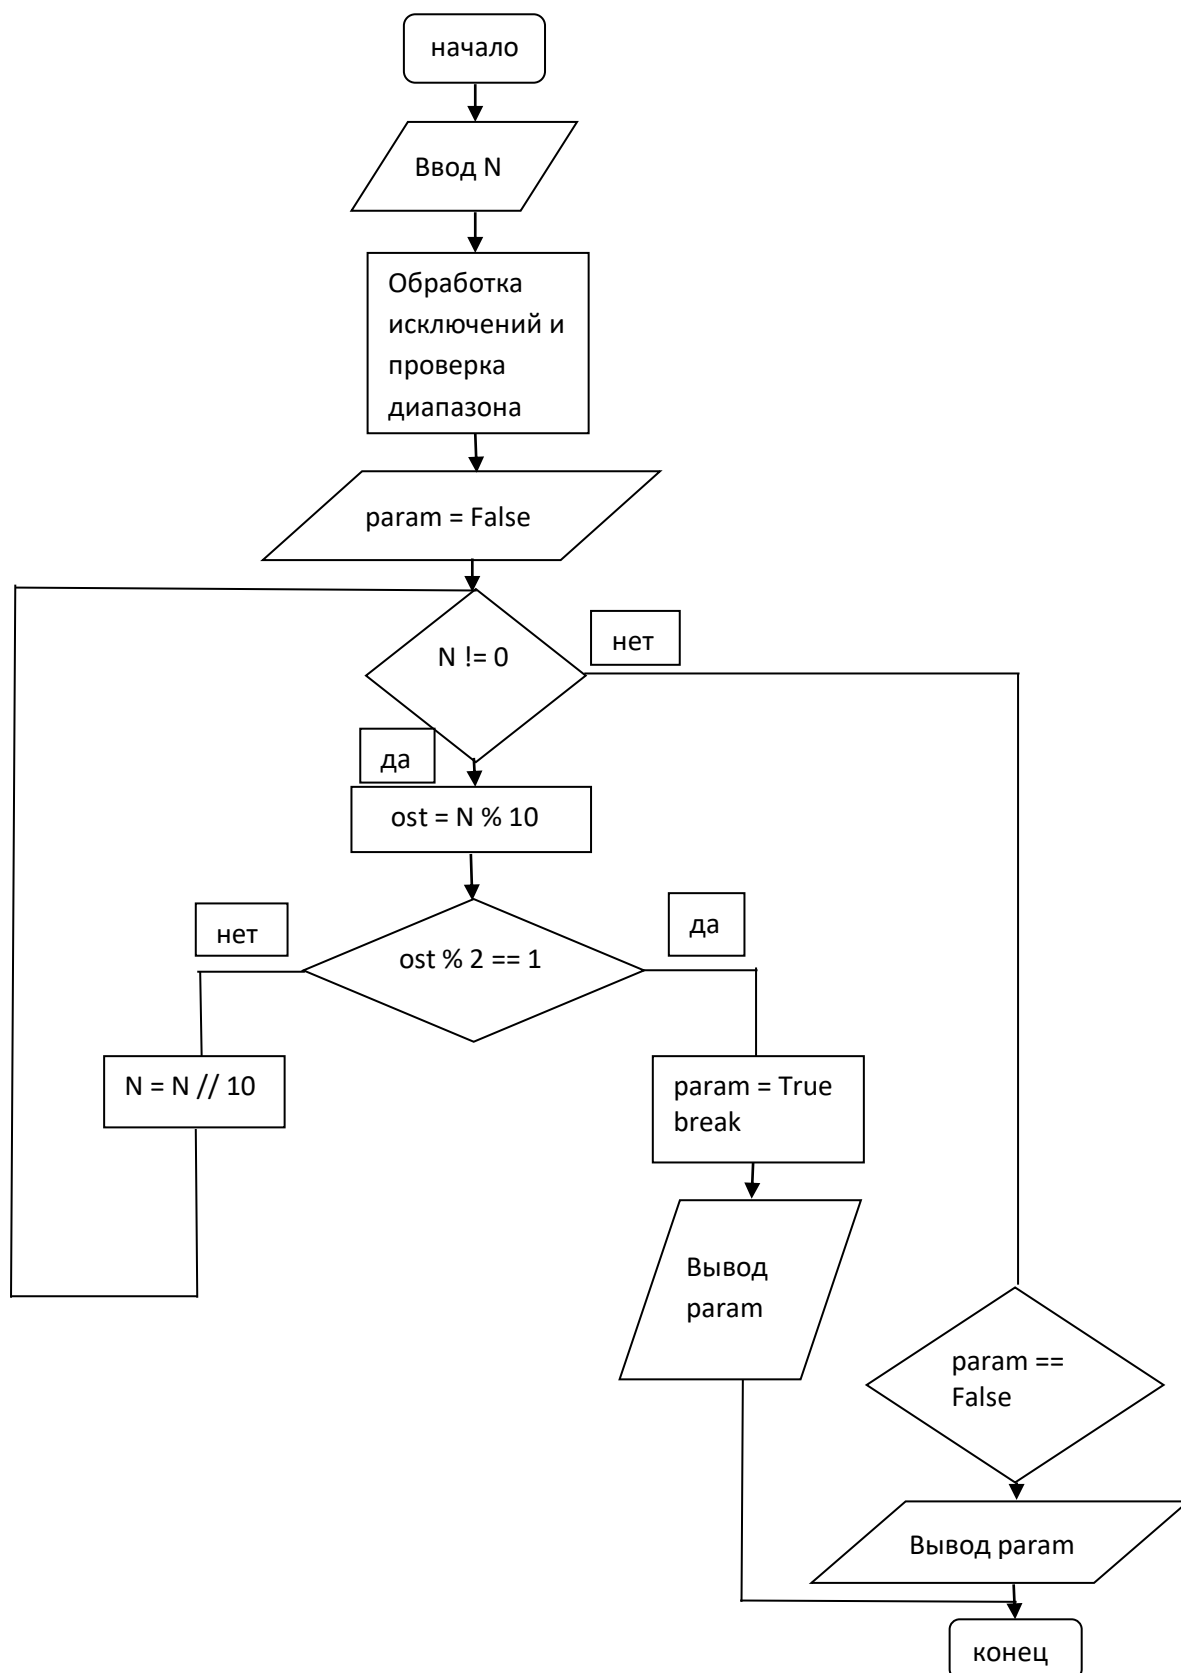 начало
Ввод N
Обработка
исключений и
проверка
диапазона
param = False
N != 0
нет
да
ost = N % 10
нет
да
ost % 2 == 1
N = N // 10
param = True
break
Вывод
param
param ==
False
Вывод param
конец